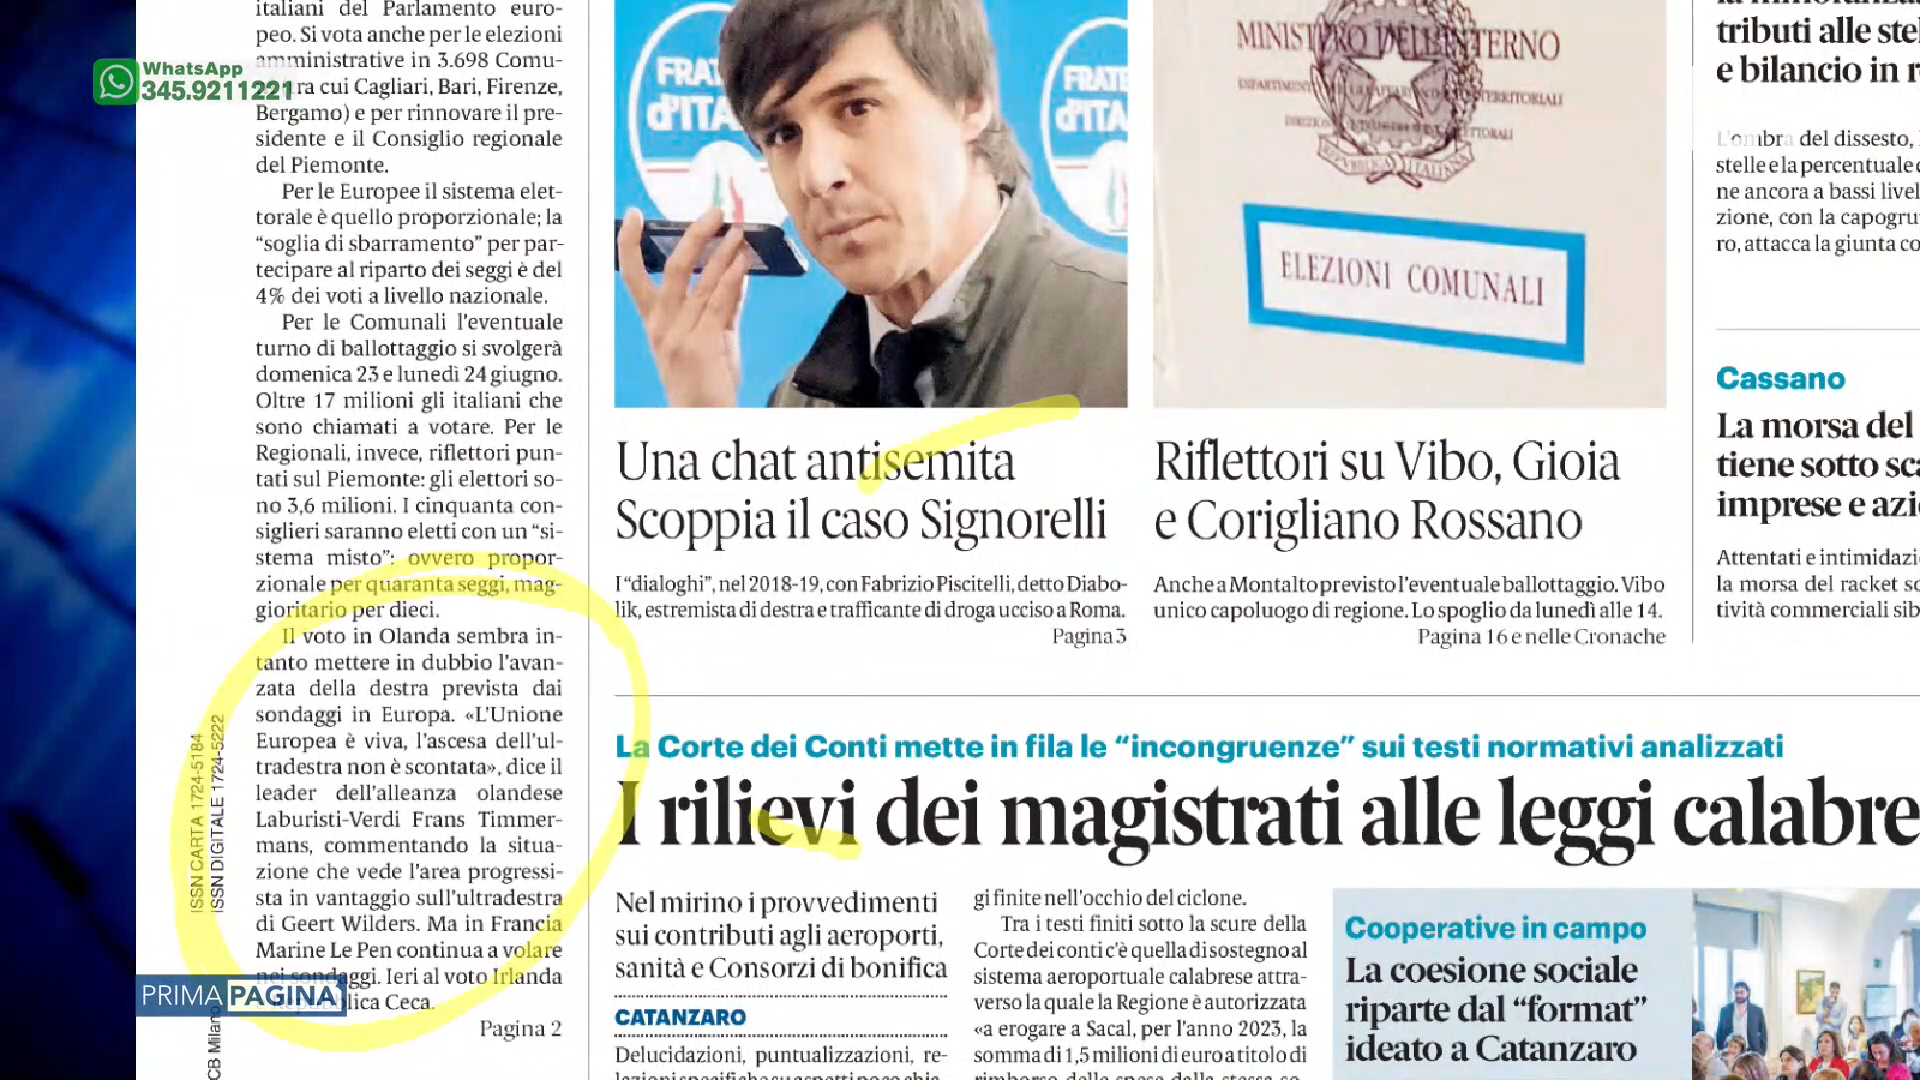 WhatsApp
345.9211221
italiani del Parlamento euro-
peo. Si vota anche per le elezioni
amministrative in 3.698 Comu-
tra cui Cagliari, Bari, Firenze,
Bergamo) e per rinnovare il pre-
sidente e il Consiglio regionale
del Piemonte.
Per le Europee il sistema elet-
torale è quello proporzionale; la
“soglia di sbarramento” per par-
tecipare al riparto dei seggi è del
4% dei voti a livello nazionale.
Per le Comunali l'eventuale
turno di ballottaggio si svolgerà
domenica 23 e lunedì 24 giugno.
Oltre 17 milioni gli italiani che
sono chiamati a votare. Per le
Regionali, invece, riflettori pun-
tati sul Piemonte: gli elettori so-
no 3,6 milioni. I cinquanta con-
siglieri saranno eletti con un “si-
stema misto”: ovvero propor-
zionale per quaranta seggi, mag-
gioritario per dieci.
Il voto in Olanda sembra in-
tanto mettere in dubbio l'avan-
zata della destra prevista dai
sondaggi in Europa. «L'Unione
Europea è viva, l'ascesa dell'ul-
tradestra non è scontata», dice il
leader dell'alleanza olandese
Laburisti-Verdi Frans Timmer-
mans, commentando la situa-
zione che vede l'area progressi-
sta in vantaggio sull'ultradestra
di Geert Wilders. Ma in Francia
Marine Le Pen continua a volare
nei sondaggi. Ieri al voto Irlanda
Ceca.
Pagina 2
ISSN CARTA 1724-5184
ISSN DIGITALE 1724-5222
CB Milano
PRIMA PAGINA
FRAT
d'ITA
FRATE
d'ITA
MINISTERO DELL'INTERNO
REPUBBLICA ITALIANA
ELEZIONI COMUNALI
Una chat antisemita
Scoppia il caso Signorelli
I “dialoghi”, nel 2018-19, con Fabrizio Piscitelli, detto Diabo-
lik, estremista di destra e trafficante di droga ucciso a Roma.
Pagina 3
Riflettori su Vibo, Gioia
e Corigliano Rossano
Anche a Montalto previsto l'eventuale ballottaggio. Vibo
unico capoluogo di regione. Lo spoglio da lunedì alle 14.
Pagina 16 e nelle Cronache
tributi alle stel
e bilancio in r
L'ombra del dissesto,
stelle e la percentuale
ne ancora a bassi livel
zione, con la capogru
ro, attacca la giunta co
Cassano
La morsa del
tiene sotto sca
imprese e azi
Attentati e intimidazi
la morsa del racket so
tività commerciali sib
La Corte dei Conti mette in fila le “incongruenze” sui testi normativi analizzati
I rilievi dei magistrati alle leggi calabre
Nel mirino i provvedimenti
sui contributi agli aeroporti,
sanità e Consorzi di bonifica
CATANZARO
Delucidazioni, puntualizzazioni, re-
gi finite nell'occhio del ciclone.
Tra i testi finiti sotto la scure della
Corte dei conti c'è quella di sostegno al
sistema aeroportuale calabrese attra-
verso la quale la Regione è autorizzata
«a erogare a Sacal, per l'anno 2023, la
somma di 1,5 milioni di euro a titolo di
Cooperative in campo
La coesione sociale
riparte dal “format”
ideato a Catanzaro